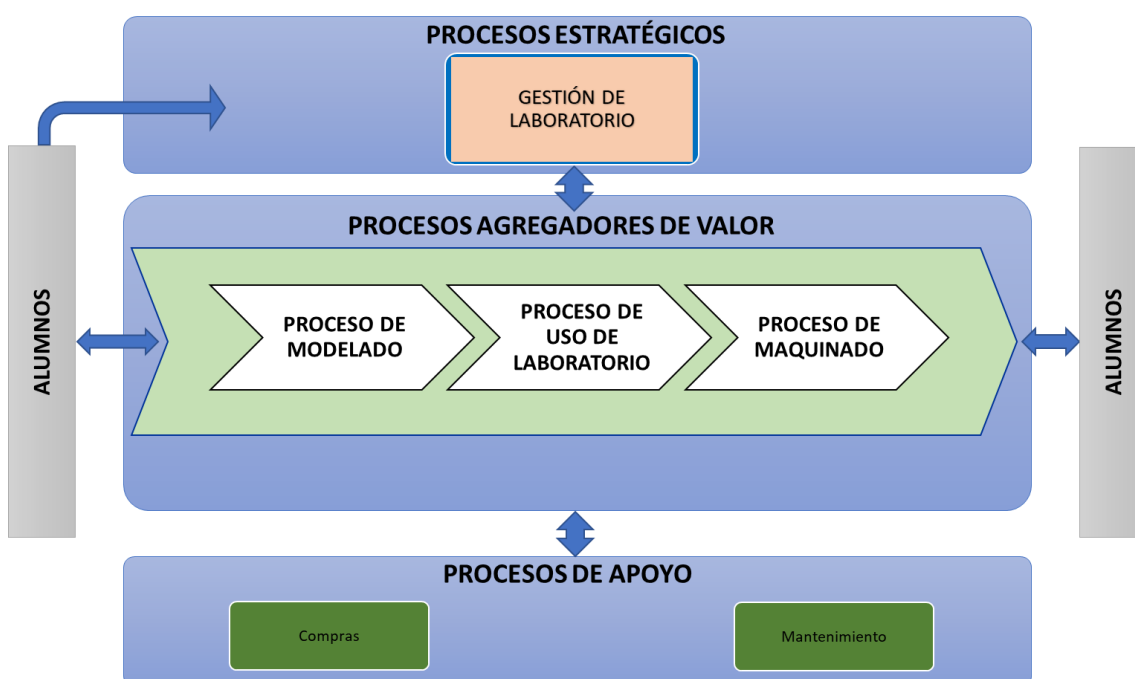 PROCESOS ESTRATÉGICOS
GESTIÓN DE
LABORATORIO
ALUMNOS
PROCESOS AGREGADORES DE VALOR
PROCESO DE
MODELADO
PROCESO DE
USO DE
LABORATORIO
PROCESO DE
MAQUINADO
ALUMNOS
PROCESOS DE APOYO
Compras
Mantenimiento